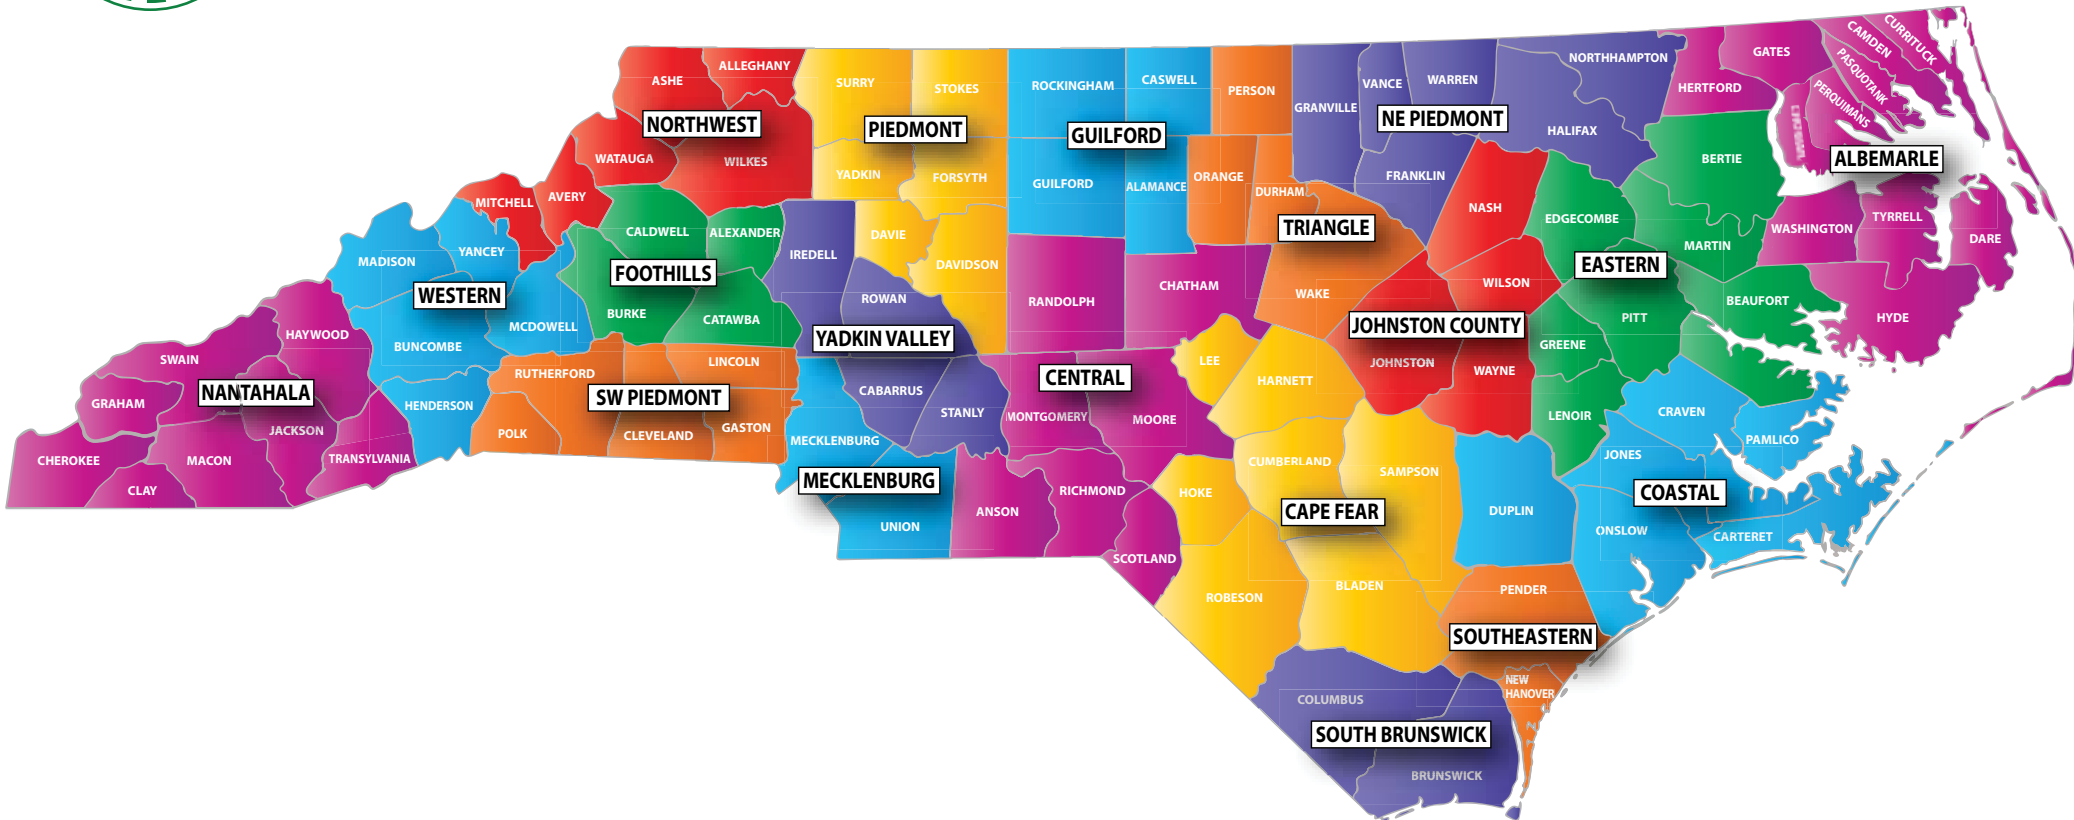 ASHE
ALLEGHANY
NORTHWEST
WATAUGA
WILKES
MITCHELL
AVERY
SURRY
STOKES
PIEDMONT
YADKIN
FORSYTH
DAVIE
DAVIDSON
ROCKINGHAM
CASWELL
GUILFORD
GUILFORD
ALAMANCE
PERSON
ORANGE
DURHAM
TRIANGLE
WAKE
GRANVILLE
VANCE
WARREN
NORTHHAMPTON
NE PIEDMONT
HALIFAX
FRANKLIN
HERTFORD
GATES
CAMDEN
CURRITUCK
PASQUOTANK
PERQUIMANS
ALBEMARLE
WASHINGTON
TYRRELL
DARE
HYDE
BERTIE
EDGECOMBE
MARTIN
EASTERN
BEAUFORT
PITT
GREENE
LENOIR
NASH
WILSON
JOHNSTON COUNTY
JOHNSTON
WAYNE
MADISON
YANCEY
WESTERN
MCDOWELL
BUNCOMBE
HENDERSON
CALDWELL
ALEXANDER
FOOTHILLS
BURKE
CATAWBA
IREDELL
ROWAN
YADKIN VALLEY
CABARRUS
STANLY
HAYWOOD
SWAIN
NANTAHALA
GRAHAM
JACKSON
CHEROKEE
MACON
TRANSYLVANIA
CLAY
RUTHERFORD
LINCOLN
SW PIEDMONT
POLK
CLEVELAND
GASTON
MECKLENBURG
MECKLENBURG
UNION
RANDOLPH
CHATHAM
CENTRAL
MONTGOMERY
MOORE
ANSON
RICHMOND
SCOTLAND
LEE
HARNETT
CUMBERLAND
SAMPSON
HOKE
CAPE FEAR
BLADEN
ROBESON
CRAVEN
PAMLICO
JONES
COASTAL
DUPLIN
ONSLOW
CARTERET
PENDER
SOUTHEASTERN
NEW
HANOVER
COLUMBUS
SOUTH BRUNSWICK
BRUNSWICK